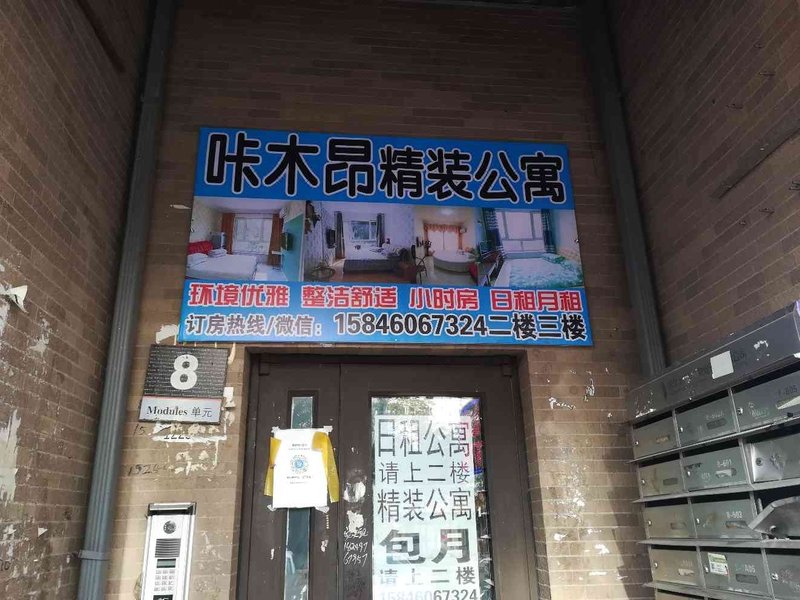 咔木昂精装公寓
环境优雅 整洁舒适 小时房 日租月租
订房热线/微信：15846067324二楼三楼
8
Modules 单元
日租公寓
请上二楼
精装公寓
包月
请上二楼
15846067324